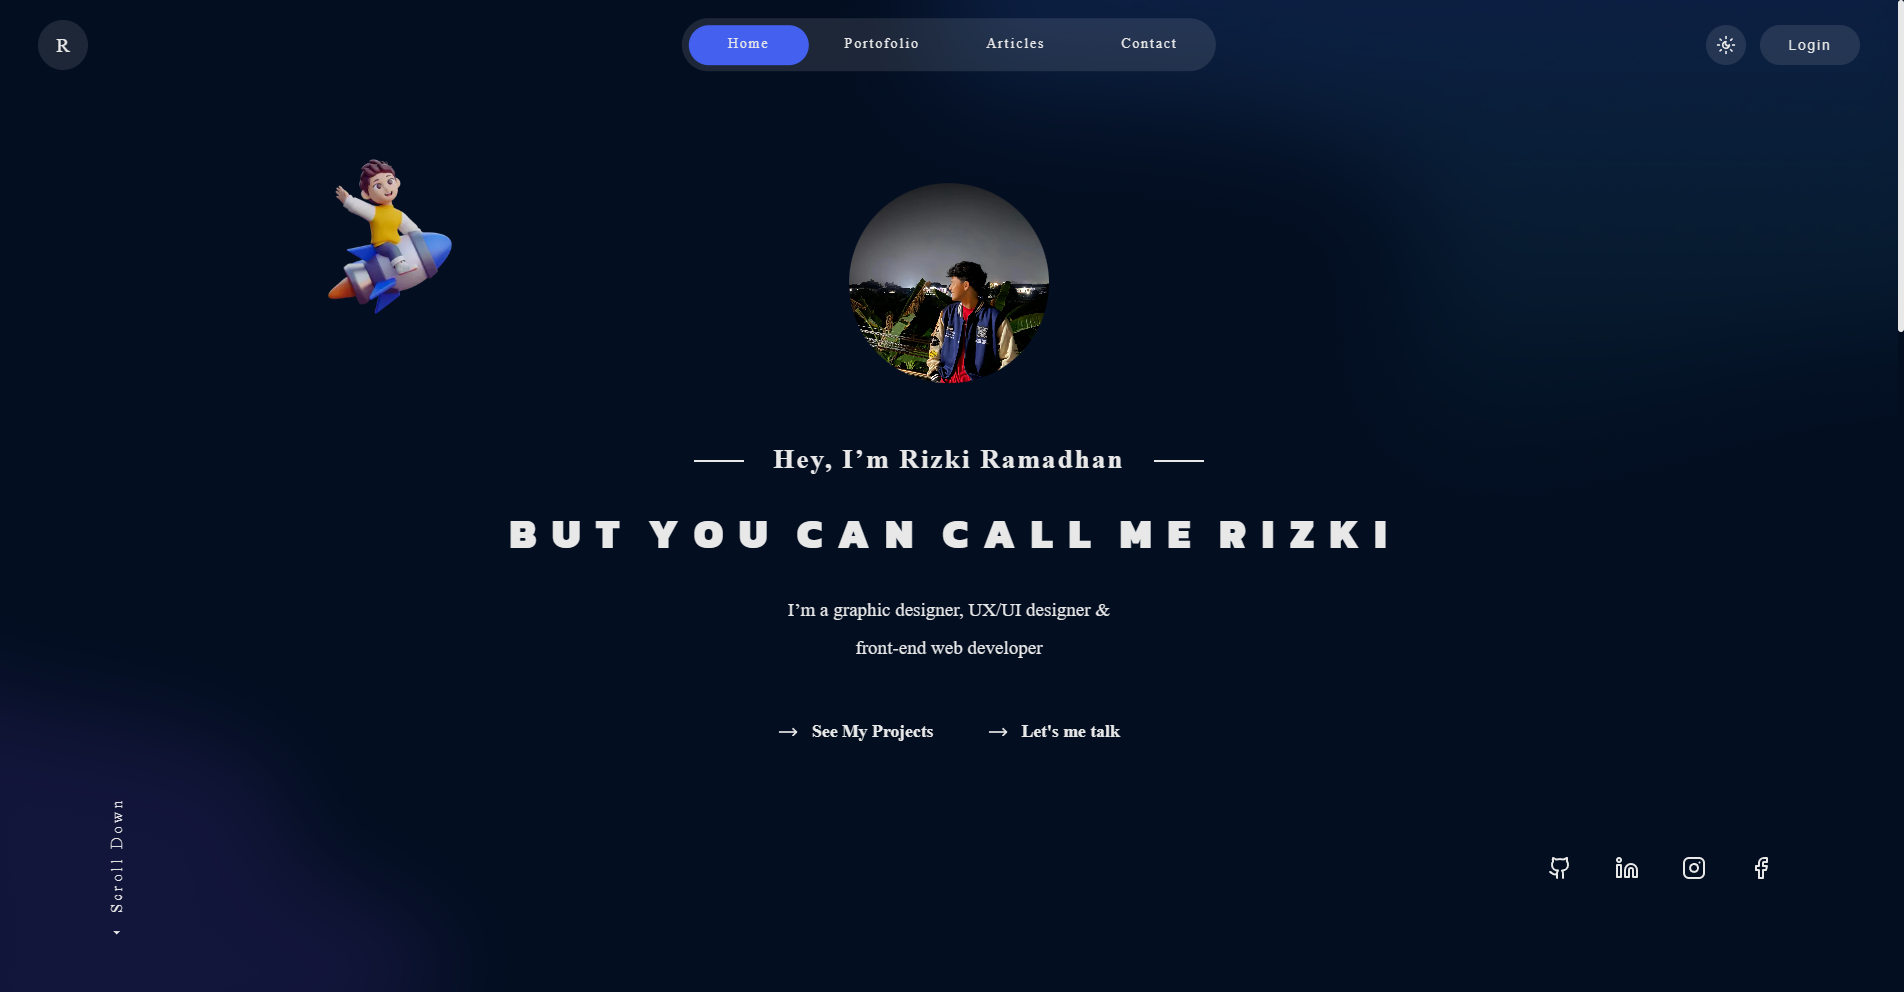 R
Home
Portofolio
Articles
Contact
Login
Hey, I’m Rizki Ramadhan
BUT YOU CAN CALL ME RIZKI
I’m a graphic designer, UX/UI designer &
front-end web developer
See My Projects
Let's me talk
Scroll Down